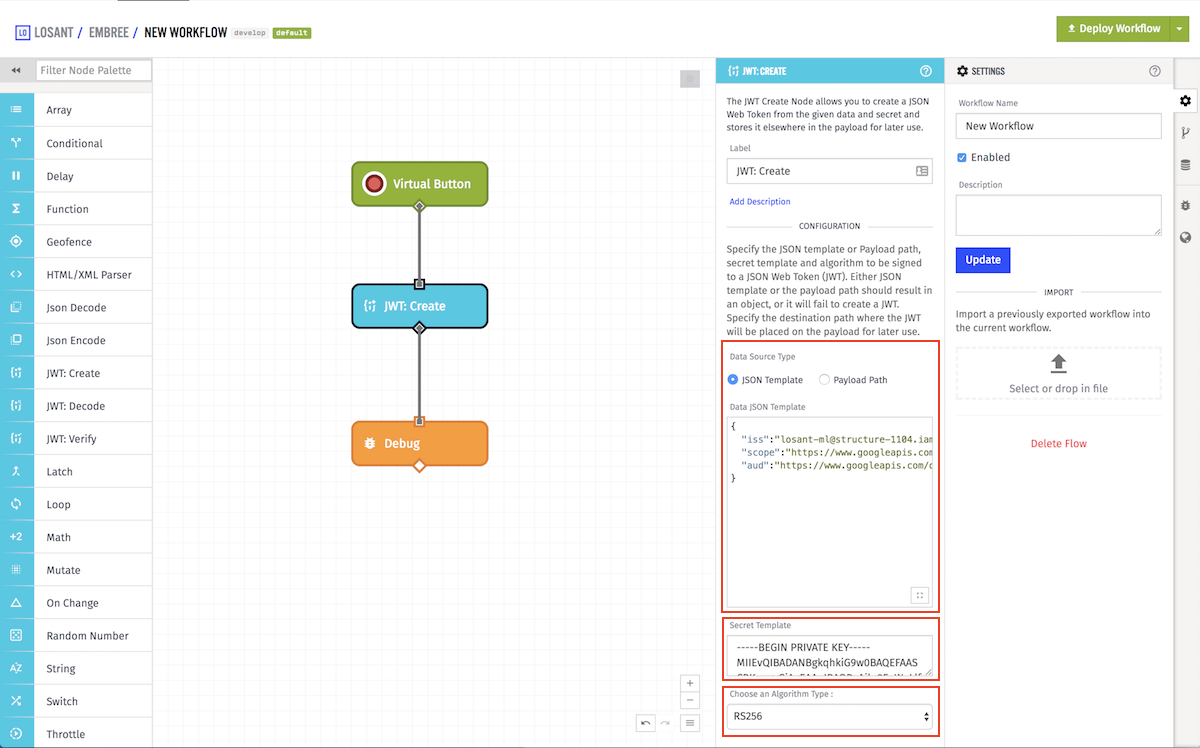 LO LOSANT / EMBREE / NEW WORKFLOW develop default
Deploy Workflow
Filter Node Palette
Array
Conditional
Delay
Function
Geofence
HTML/XML Parser
Json Decode
Json Encode
JWT: Create
JWT: Decode
JWT: Verify
Latch
Loop
+2 Math
Mutate
On Change
Random Number
String
Switch
Throttle
Virtual Button
JWT: Create
Debug
JWT: CREATE
The JWT Create Node allows you to create a JSON
Web Token from the given data and secret and
stores it elsewhere in the payload for later use.
Label
JWT: Create
Add Description
CONFIGURATION
Specify the JSON template or Payload path,
secret template and algorithm to be signed
to a JSON Web Token (JWT). Either JSON
template or the payload path should result in
an object, or it will fail to create a JWT.
Specify the destination path where the JWT
will be placed on the payload for later use.
Data Source Type
JSON Template Payload Path
Data JSON Template
{
"iss":"losant-ml@structure-1104.iam
"scope":"https://www.googleapis.com
"aud":"https://www.googleapis.com/
}
Secret Template
-----BEGIN PRIVATE KEY-----
MIIEvQIBADANBgkqhkiG9w0BAQEFAAS
Choose an Algorithm Type :
RS256
SETTINGS
Workflow Name
New Workflow
Enabled
Description
Update
IMPORT
Import a previously exported workflow into
the current workflow.
Select or drop in file
Delete Flow